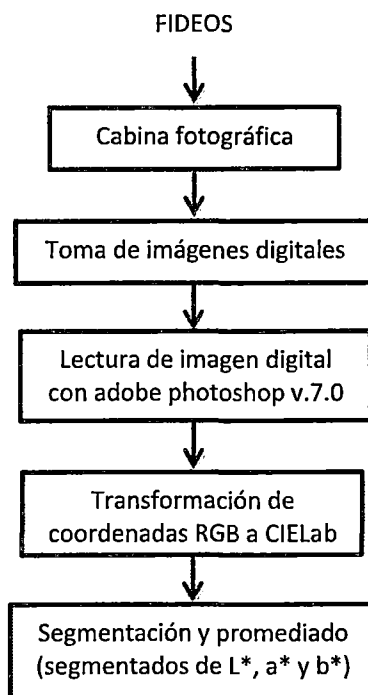 FIDEOS
Cabina fotográfica
Toma de imágenes digitales
Lectura de imagen digital
con adobe photoshop v.7.0
Transformación de
coordenadas RGB a CIELab
Segmentación y promediado
(segmentados de L*, a* y b*)